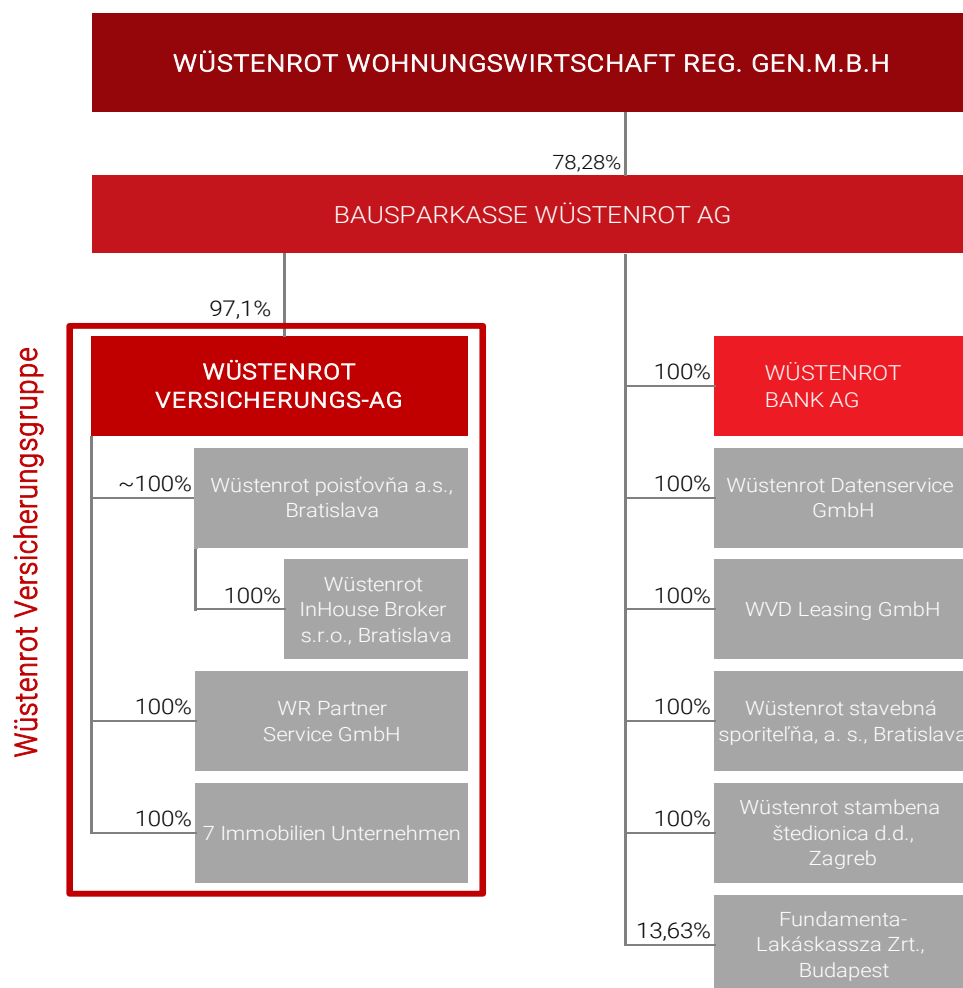 WÜSTENROT WOHNUNGSWIRTSCHAFT REG. GEN.M.B.H
78,28%
BAUSPARKASSE WÜSTENROT AG
97,1%
Wüstenrot Versicherungsgruppe
WÜSTENROT
VERSICHERUNGS-AG
~100%
Wüstenrot poisťovňa a.s.,
Bratislava
100%
Wüstenrot
InHouse Broker
s.r.o., Bratislava
100%
WR Partner
Service GmbH
100%
7 Immobilien Unternehmen
100%
WÜSTENROT
BANK AG
100%
Wüstenrot Datenservice
GmbH
100%
WVD Leasing GmbH
100%
Wüstenrot stavebná
sporiteľňa, a. s., Bratislava
100%
Wüstenrot stambena
štedionica d.d.,
Zagreb
13,63%
Fundamenta-
Lakáskassza Zrt.,
Budapest